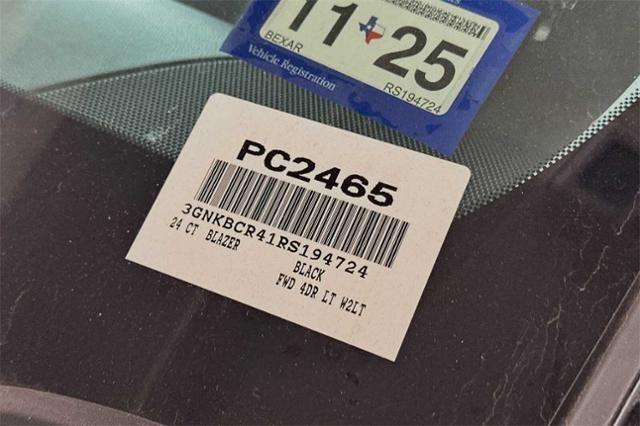 11 25
BEXAR
RS194724
Vehicle Registration
PC2465
3GNKBCR41RS194724
24 CT BLAZER
BLACK
FWD 4DR LT W2LT